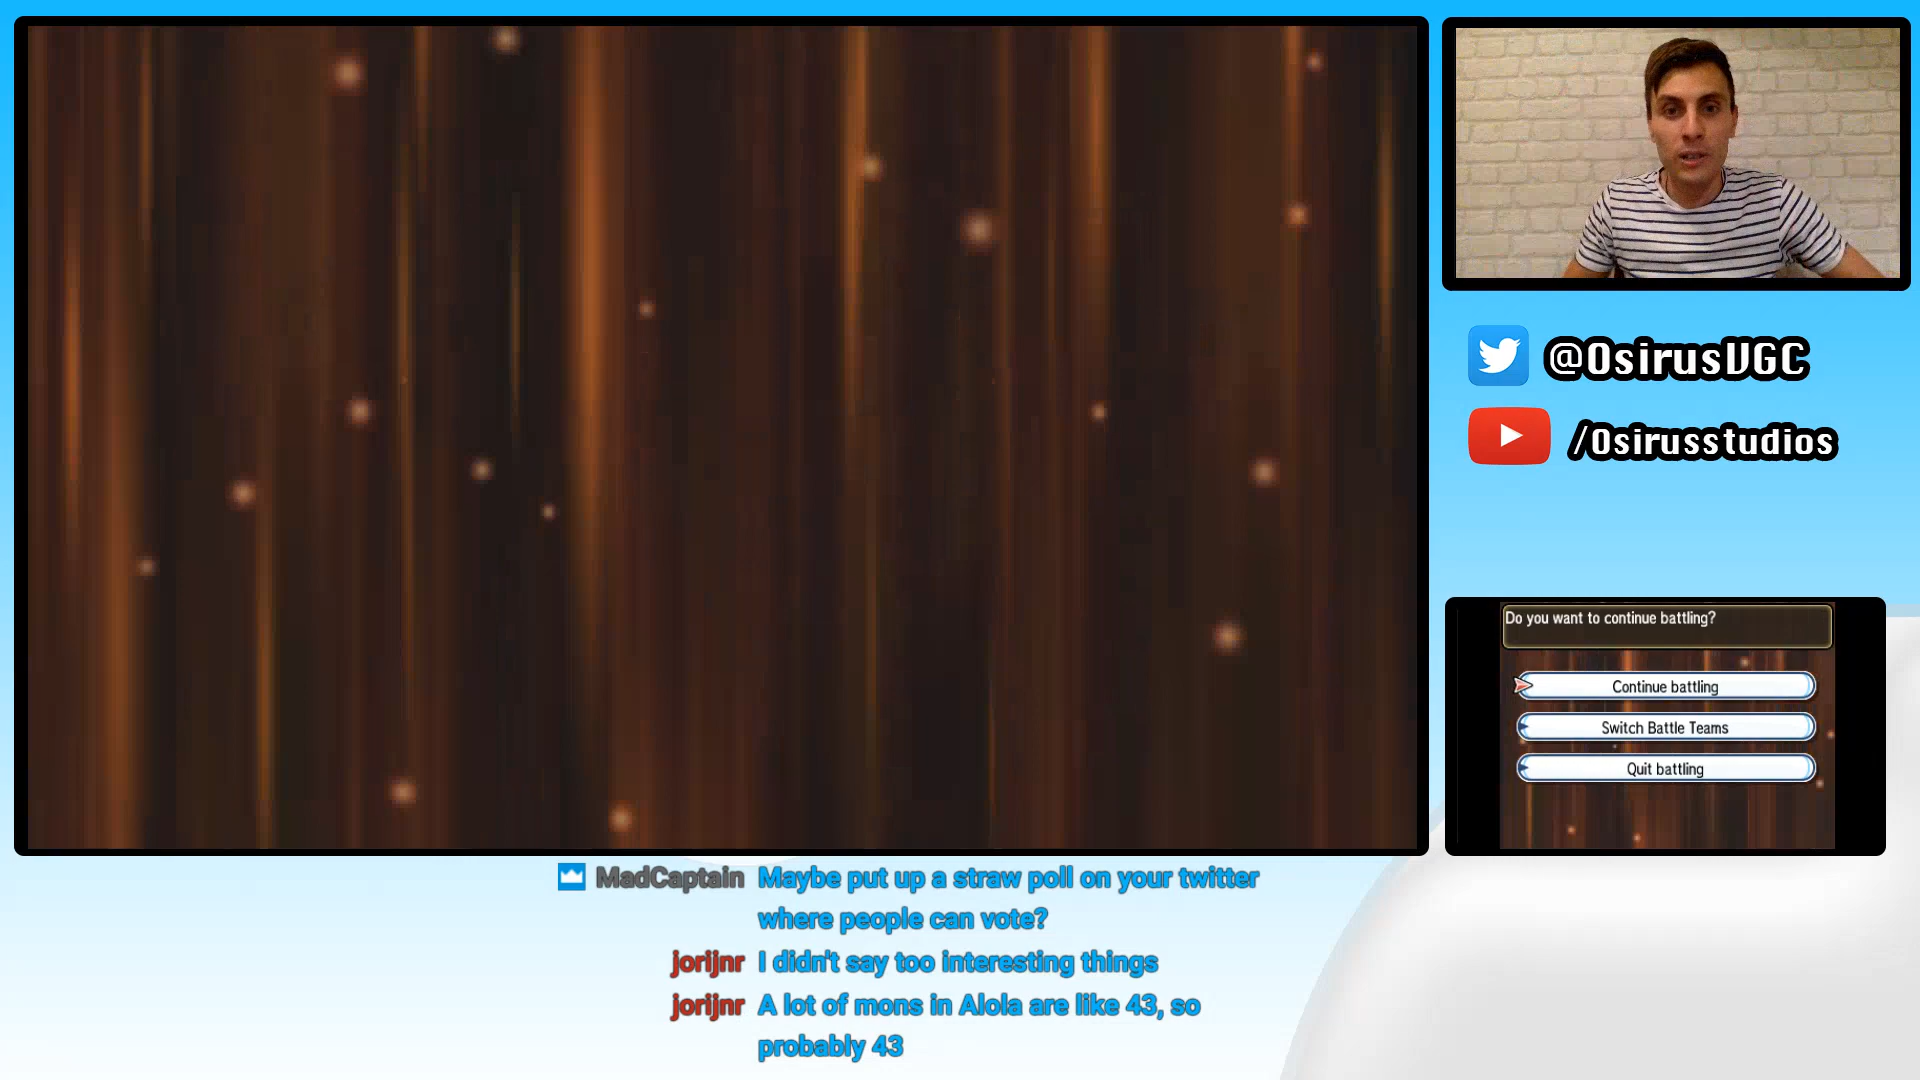 @OsirusVGC
/Osirusstudios
Do you want to continue battling?
Continue battling
Switch Battle Teams
Quit battling
MadCaptain Maybe put up a straw poll on your twitter
where people can vote?
jorijnr I didn't say too interesting things
jorijnr A lot of mons in Alola are like 43, so
probably 43